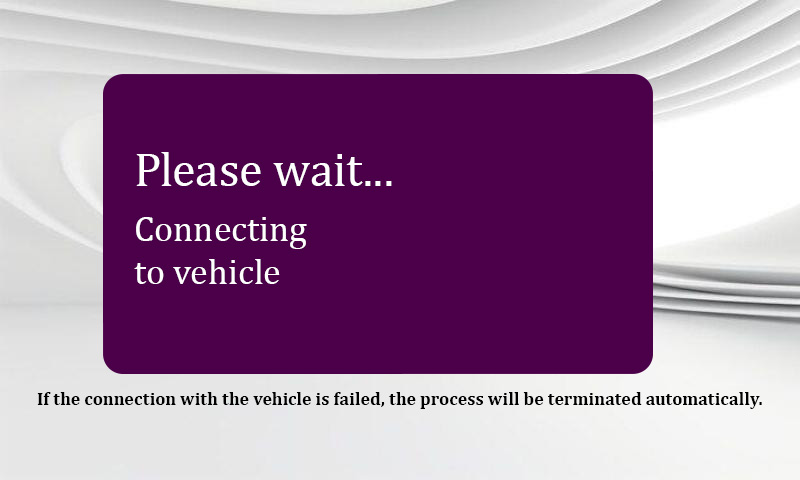 Please wait...
Connecting
to vehicle
If the connection with the vehicle is failed, the process will be terminated automatically.